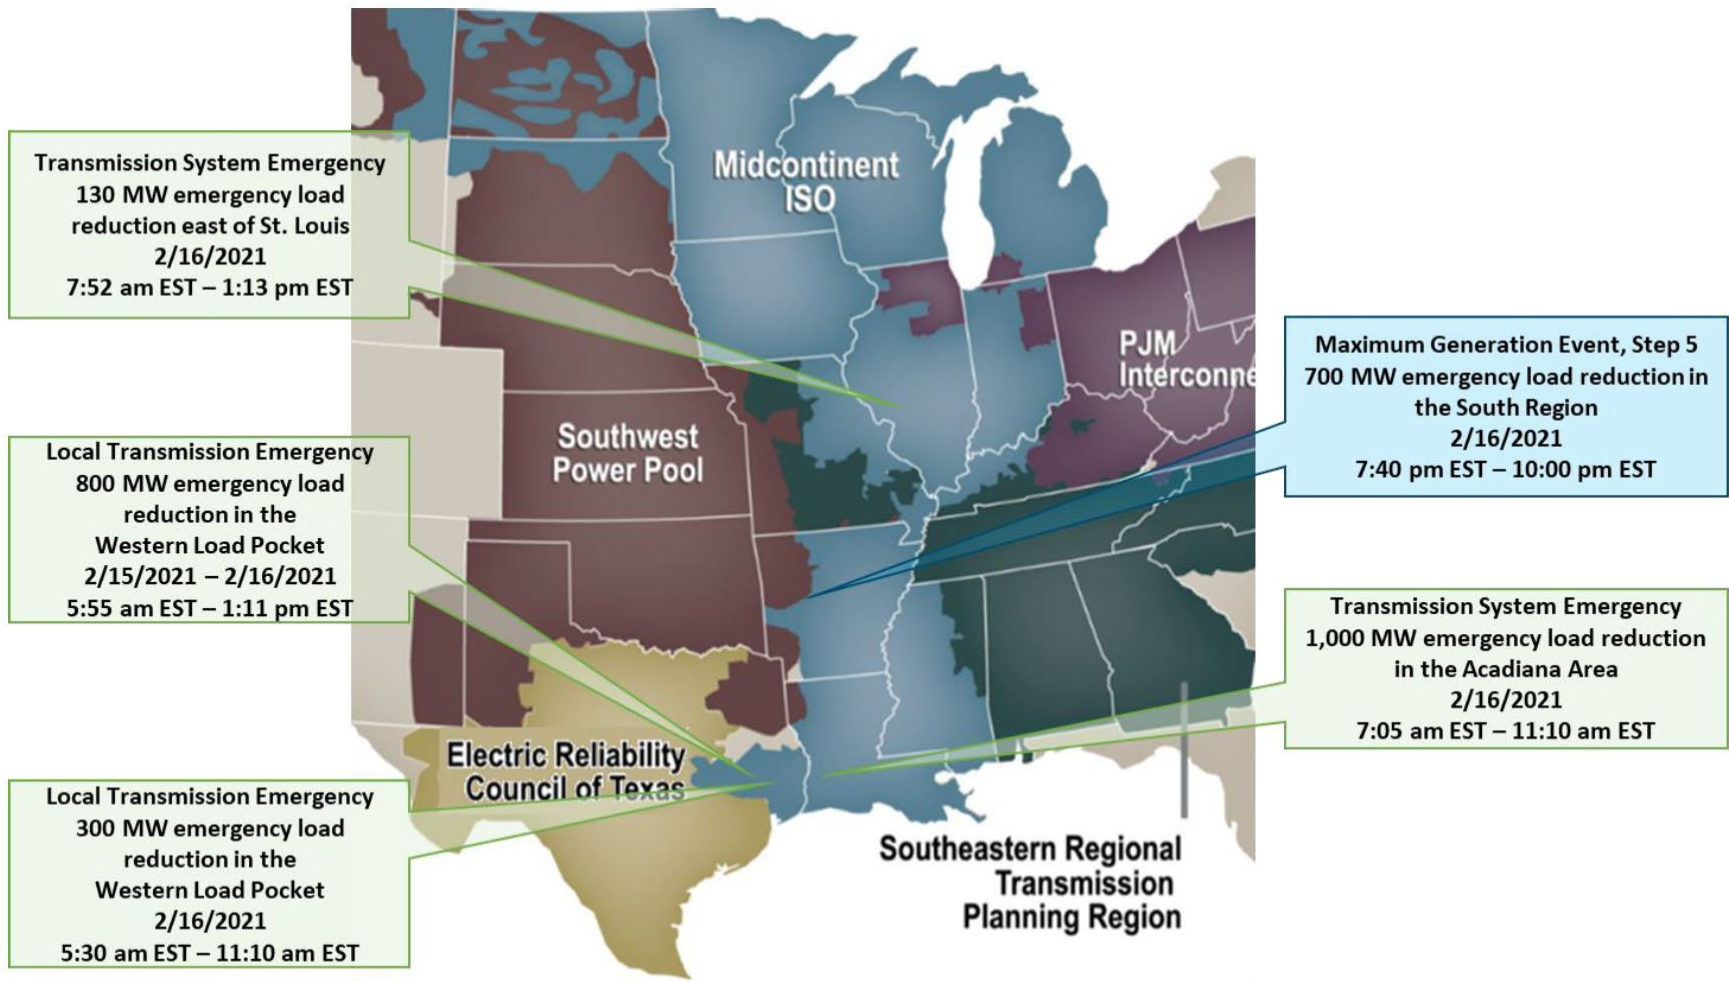 Transmission System Emergency
130 MW emergency load
reduction east of St. Louis
2/16/2021
7:52 am EST – 1:13 pm EST
Local Transmission Emergency
800 MW emergency load
reduction in the
Western Load Pocket
2/15/2021 – 2/16/2021
5:55 am EST – 1:11 pm EST
Local Transmission Emergency
300 MW emergency load
reduction in the
Western Load Pocket
2/16/2021
5:30 am EST – 11:10 am EST
Midcontinent
ISO
PJM
Interconne
Southwest
Power Pool
Electric Reliability
Council of Texas
Southeastern Regional
Transmission
Planning Region
Maximum Generation Event, Step 5
700 MW emergency load reduction in
the South Region
2/16/2021
7:40 pm EST – 10:00 pm EST
Transmission System Emergency
1,000 MW emergency load reduction
in the Acadiana Area
2/16/2021
7:05 am EST – 11:10 am EST